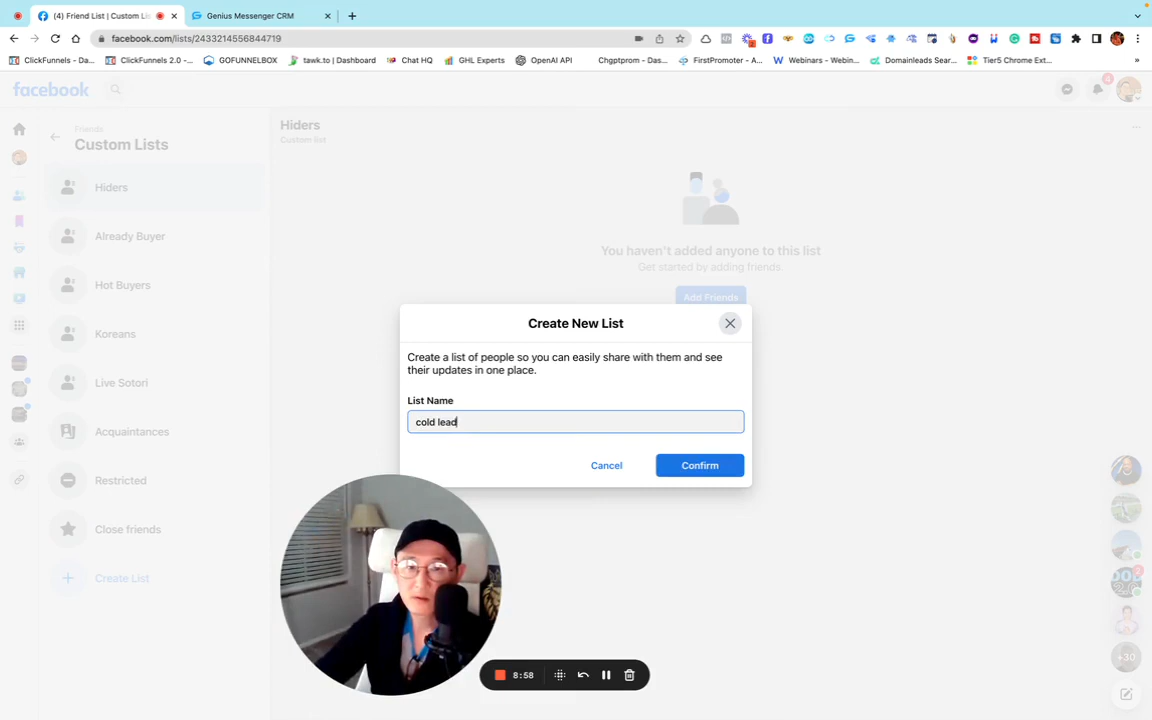 (4) Friend List | Custom Lis
Genius Messenger CRM
facebook.com/lists/2433214556844719
ClickFunnels - Da...
ClickFunnels 2.0 -...
GOFUNNELBOX
tawk.to | Dashboard
Chat HQ
GHL Experts
OpenAI API
Chgptprom - Das...
FirstPromoter - A...
Webinars - Webin...
Domainleads Sear...
Tier5 Chrome Ext...
»
facebook
4
Friends
Custom Lists
Hiders
Already Buyer
Hot Buyers
Koreans
Live Sotori
Acquaintances
Restricted
Close friends
Create List
Hiders
Custom list
You haven't added anyone to this list
Get started by adding friends.
Add Friends
Create New List
Create a list of people so you can easily share with them and see
their updates in one place.
List Name
cold lead
Cancel
Confirm
2
+30
8:58